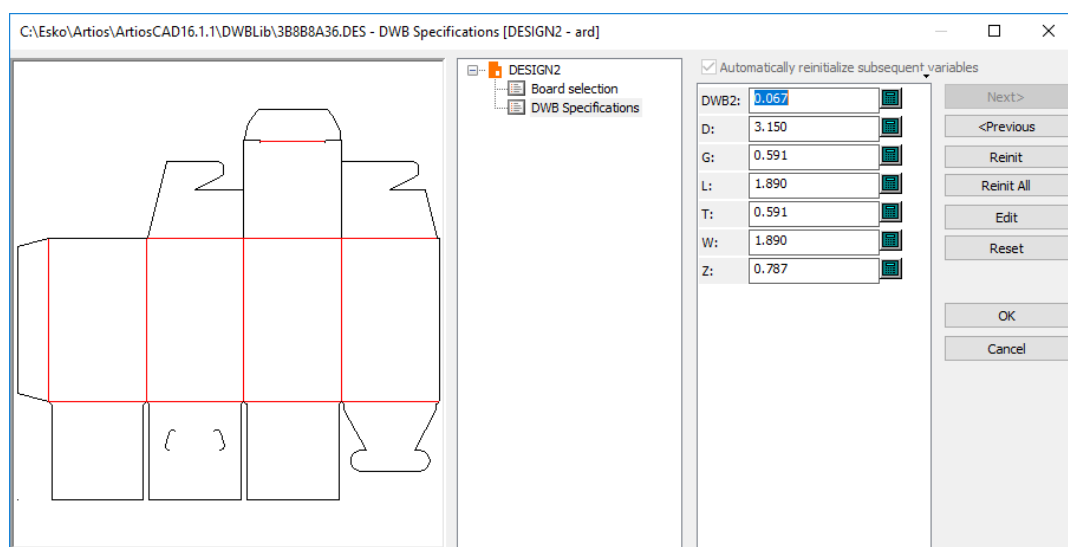 C:\Esko\Artios\ArtiosCAD16.1.1\DWBLib\3B8B8A36.DES - DWB Specifications [DESIGN2 - ard]
DESIGN2
Board selection
DWB Specifications
Automatically reinitialize subsequent variables
DWB2: 0.067
D: 3.150
G: 0.591
L: 1.890
T: 0.591
W: 1.890
Z: 0.787
Next>
<Previous
Reinit
Reinit All
Edit
Reset
OK
Cancel